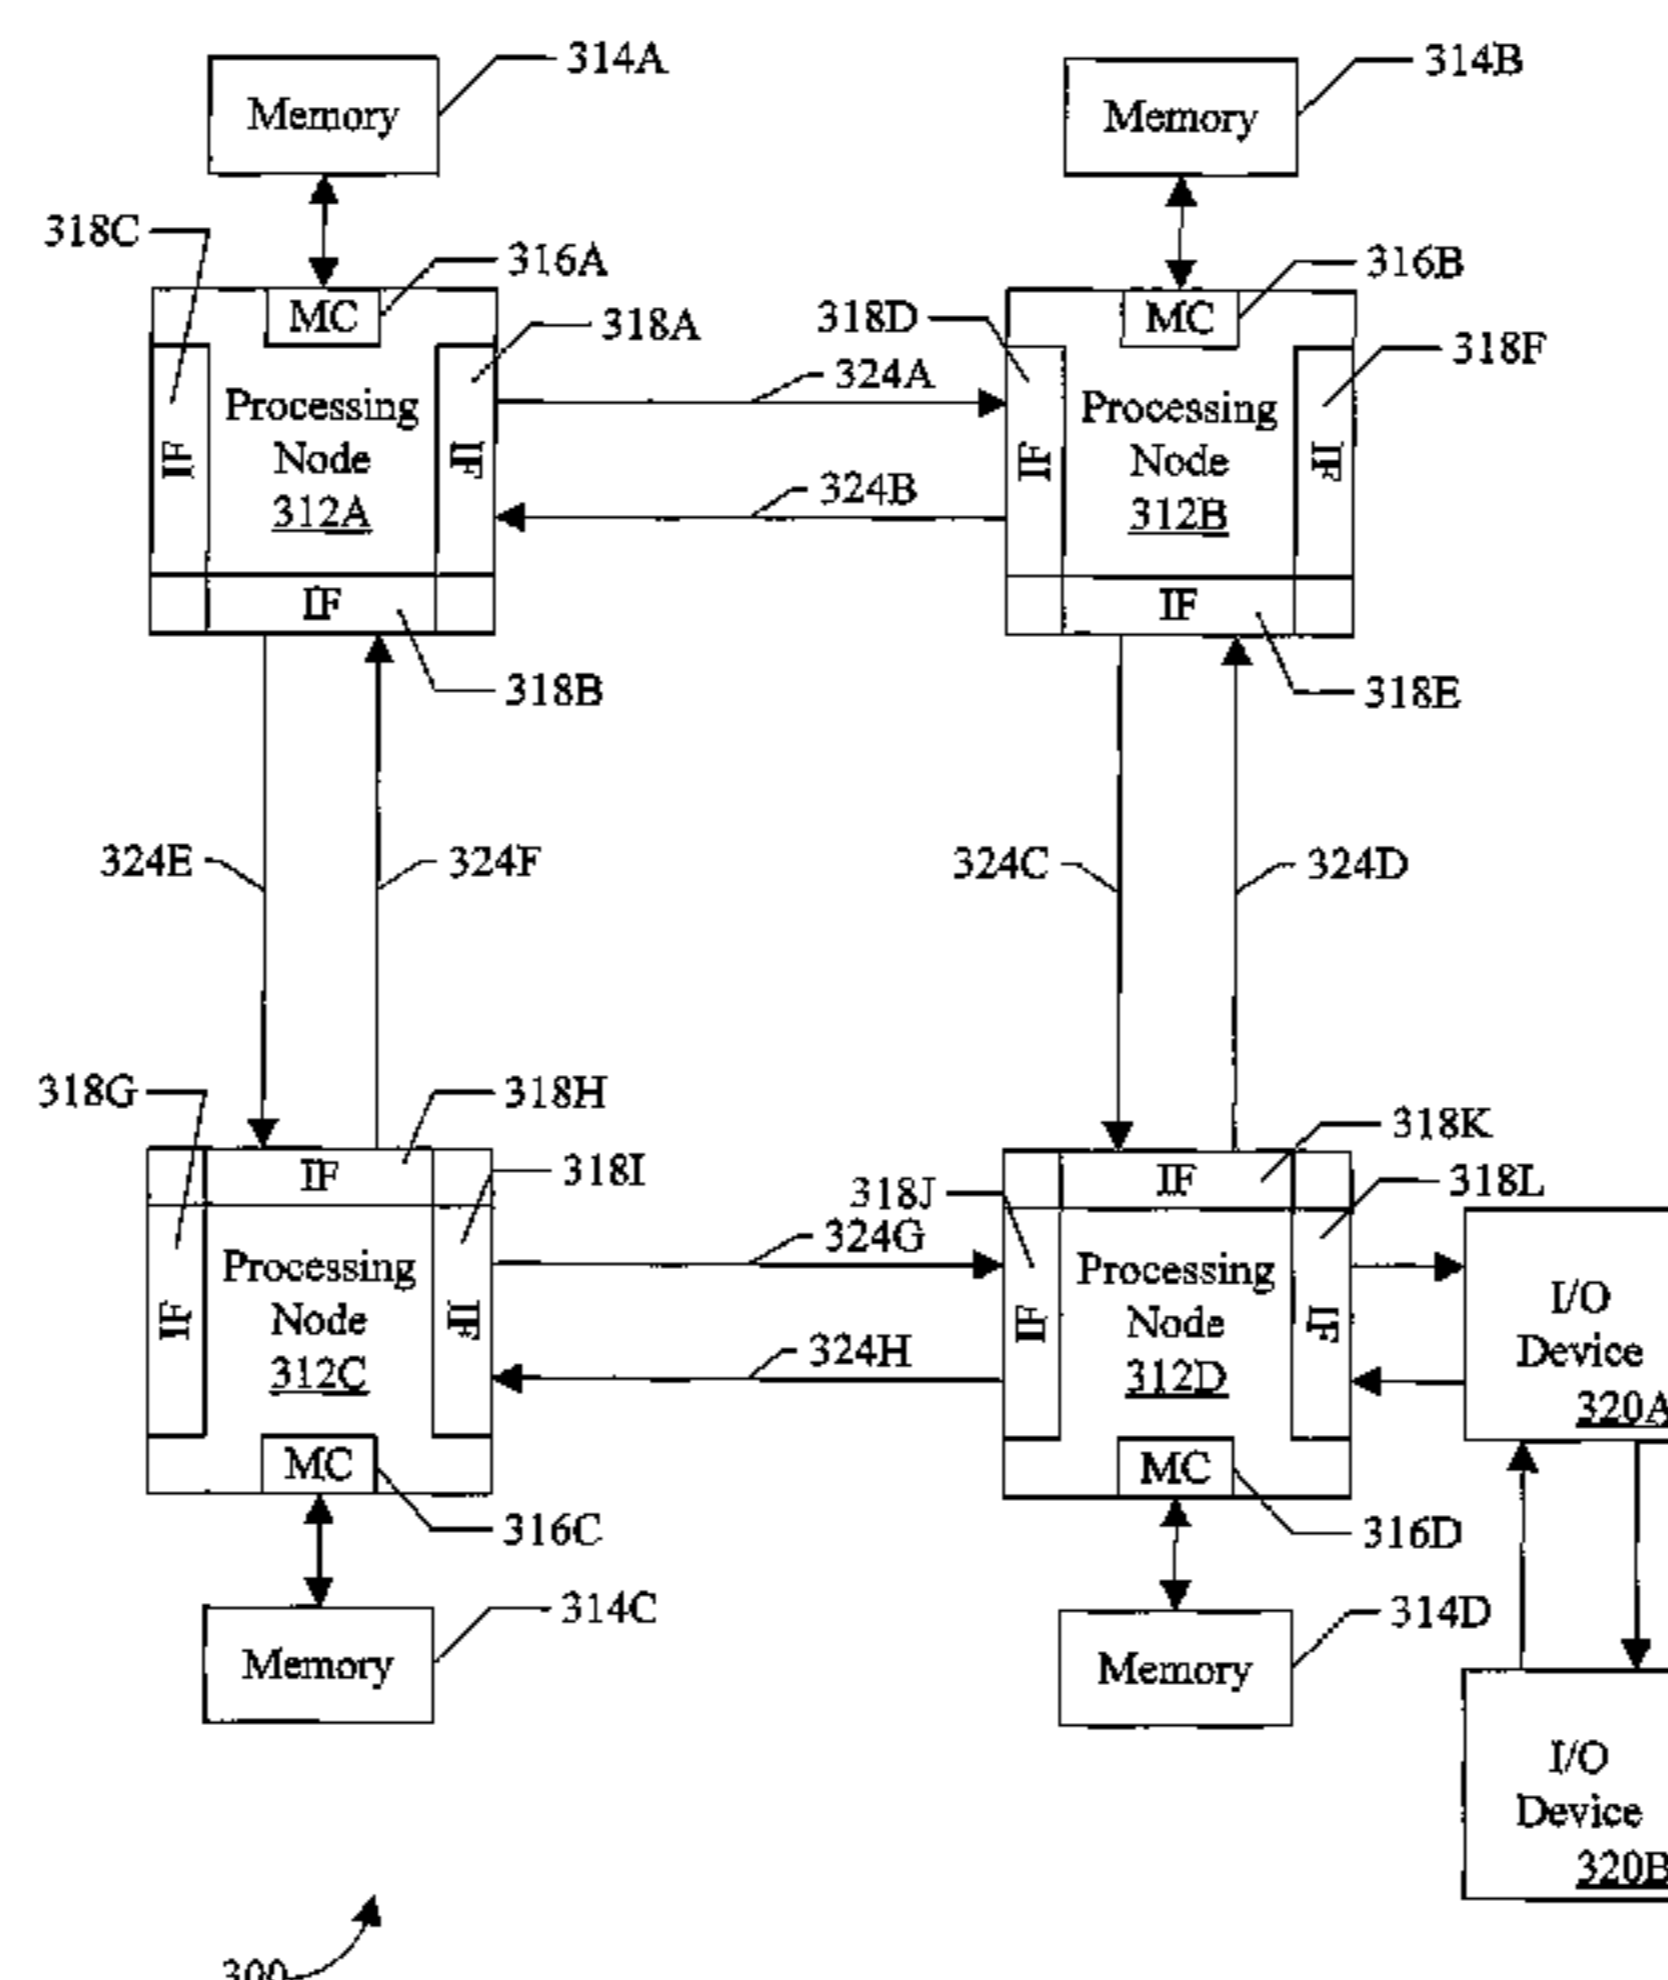 314A
314B
Memory
Memory
318C
316A
316B
MC
318A
318D
MC
318F
324A
Processing
Node
312A
IF
IF
Processing
Node
312B
IF
IF
324B
IF
IF
318B
318E
324E
324F
324C
324D
318G
318H
318K
318I
318L
IF
318J
IF
324G
Processing
Node
312C
IF
IF
Processing
Node
312D
IF
IF
I/O
Device
320A
324H
MC
MC
316C
316D
314C
314D
Memory
Memory
I/O
Device
320B
300